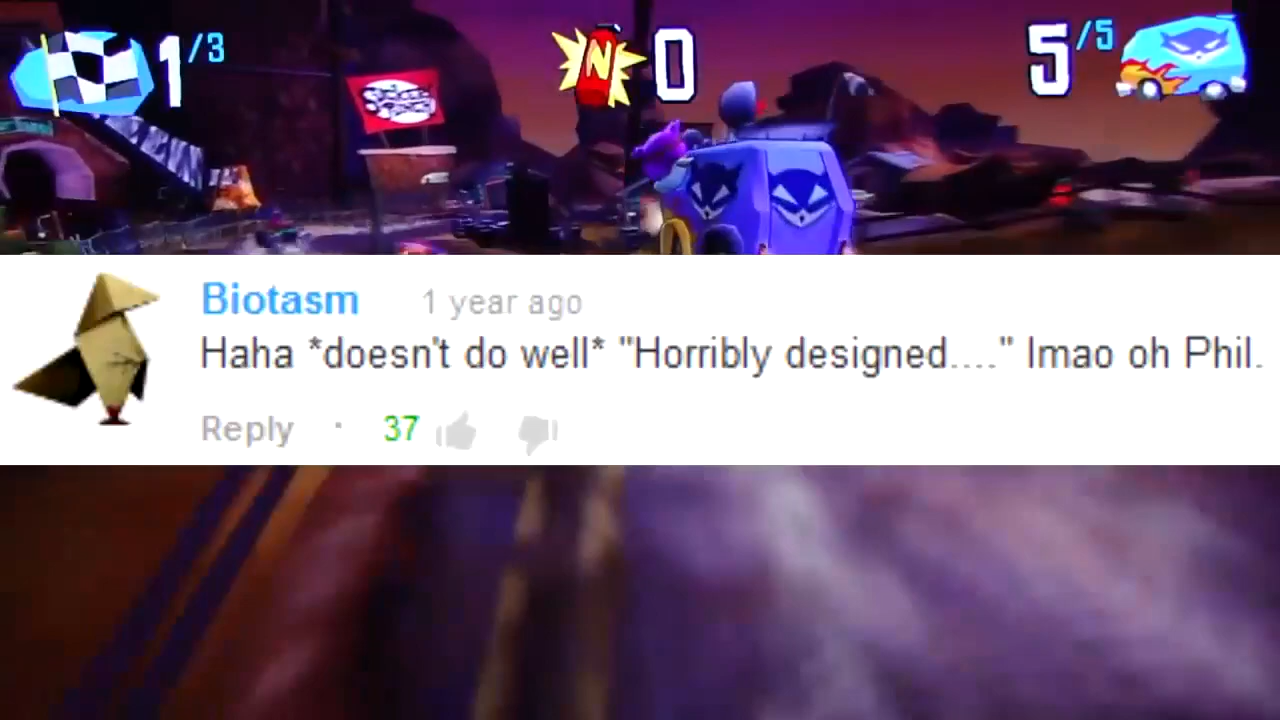 1/3
N 0
5/5
Biotasm 1 year ago
Haha *doesn't do well* "Horribly designed...." lmao oh Phil.
Reply · 37